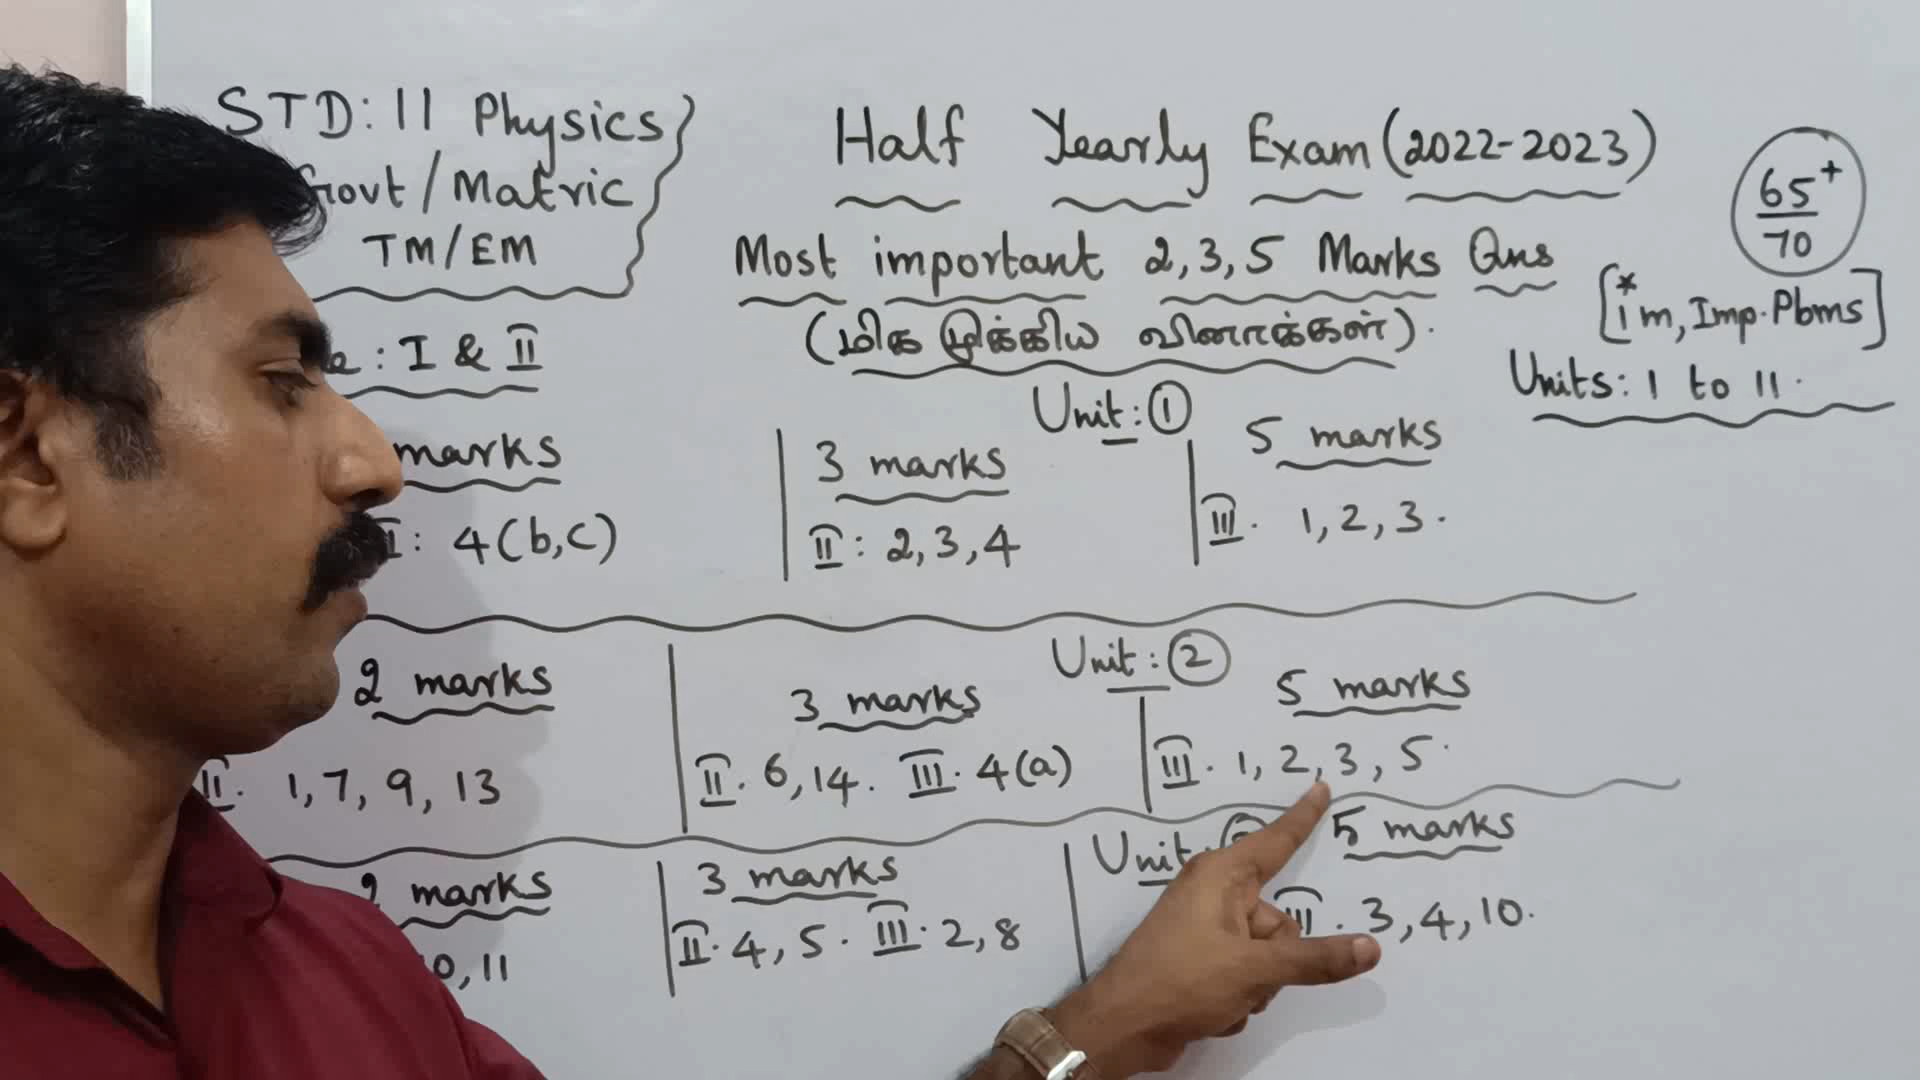 STD: 11 Physics
Govt/Matric
TM/EM
I & II
Half Yearly Exam (2022-2023)
Most important 2,3,5 Marks Qns
(மிக முக்கிய வினாக்கள்).
65+
70
[*1m, Imp. Pbms]
Units: 1 to 11.
Unit: 1
marks
4(b,c)
3 marks
II: 2,3,4
5 marks
III. 1,2,3.
Unit: 2
2 marks
II. 1,7,9,13
3 marks
II. 6,14. III. 4(a)
5 marks
III. 1,2,3,5.
Unit:
2 marks
,11
3 marks
II. 4,5. III. 2,8
5 marks
III. 3,4,10.